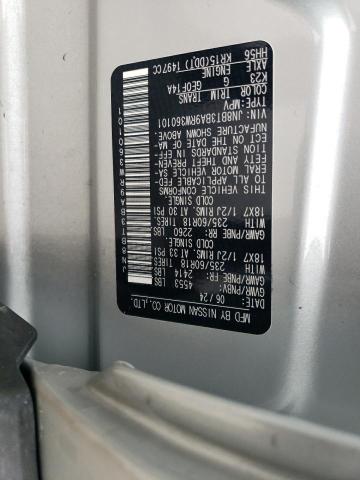 MFD BY NISSAN MOTOR CO.,LTD.
DATE: 06/24
GVWR/PNBV: 4553 LBS
GAWR/PNBE FR: 2414 LBS
WITH 235/60R18 TIRES
18X7 1/2J RIMS. AT 33 PSI
COLD SINGLE.
GAWR/PNBE RR: 2260 LBS
WITH 235/60R18 TIRES
18X7 1/2J RIMS. AT 30 PSI
COLD SINGLE
THIS VEHICLE CONFORMS
TO ALL APPLICABLE FED
ERAL MOTOR VEHICLE SA
FETY AND THEFT PREVEN
TION STANDARDS IN EFF
ECT ON THE DATE OF MA
NUFACTURE SHOWN ABOVE.
VIN: JN8BT3BA9RW360101
TYPE: MPV
COLOR TRIM TRANS
K23 G GE0F14A
AXLE ENGINE
HH56 KR15(DDT) 1497CC